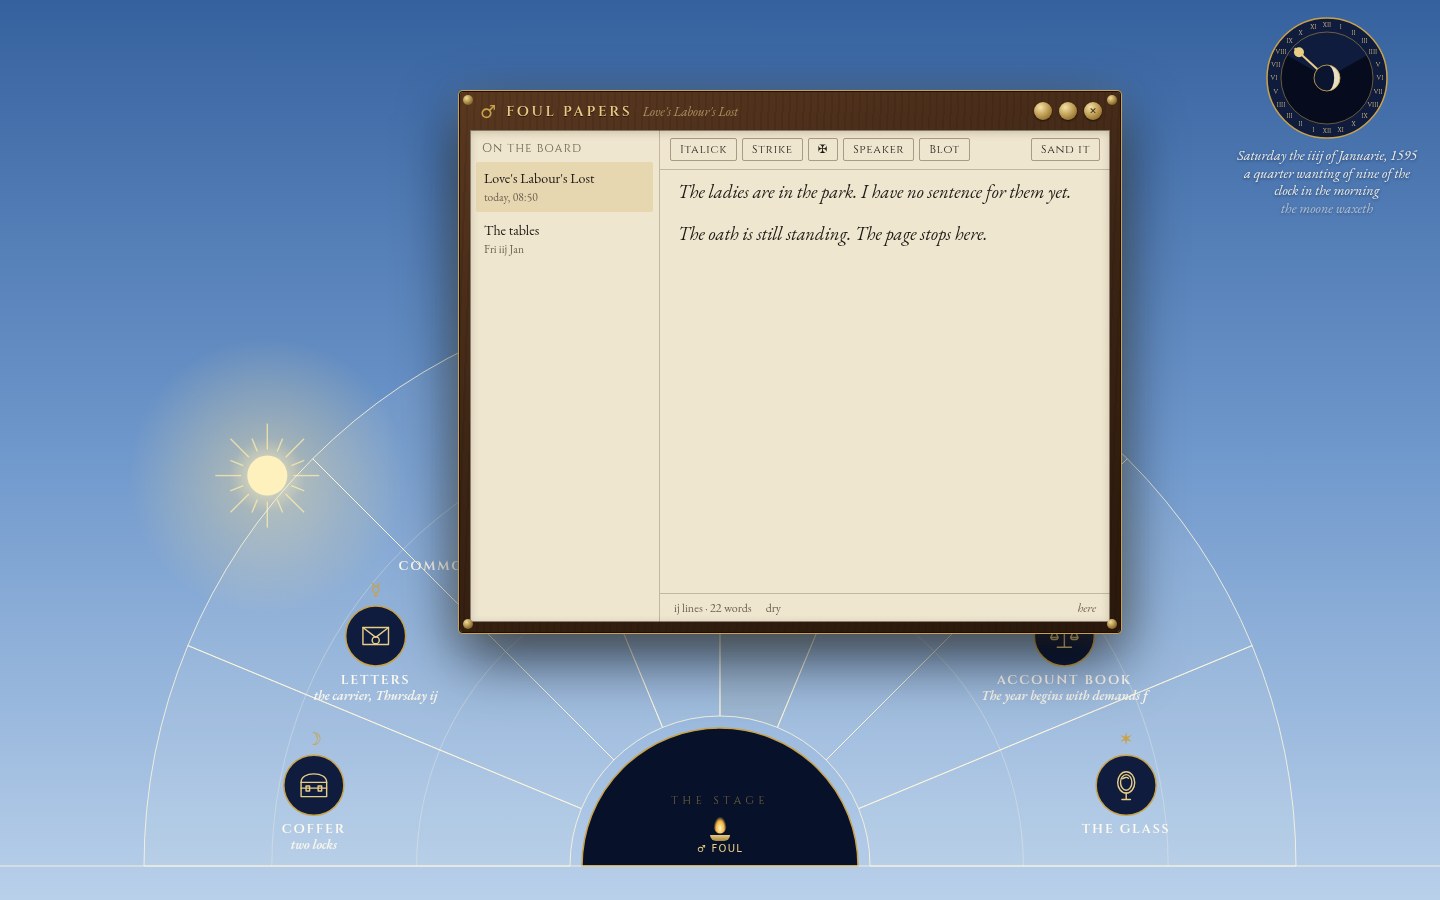 FOUL PAPERS Love's Labour's Lost
ON THE BOARD
Love's Labour's Lost
today, 08:50
The tables
Fri iij Jan
ITALICK STRIKE ✠ SPEAKER BLOT SAND IT
The ladies are in the park. I have no sentence for them yet.
The oath is still standing. The page stops here.
ij lines · 22 words dry here
Saturday the iiij of Januarie, 1595
a quarter wanting of nine of the
clock in the morning
the moone waxeth
LETTERS
the carrier, Thursday ij
COFFER
two locks
THE STAGE
♂ FOUL
ACCOUNT BOOK
The year begins with demands f
THE GLASS